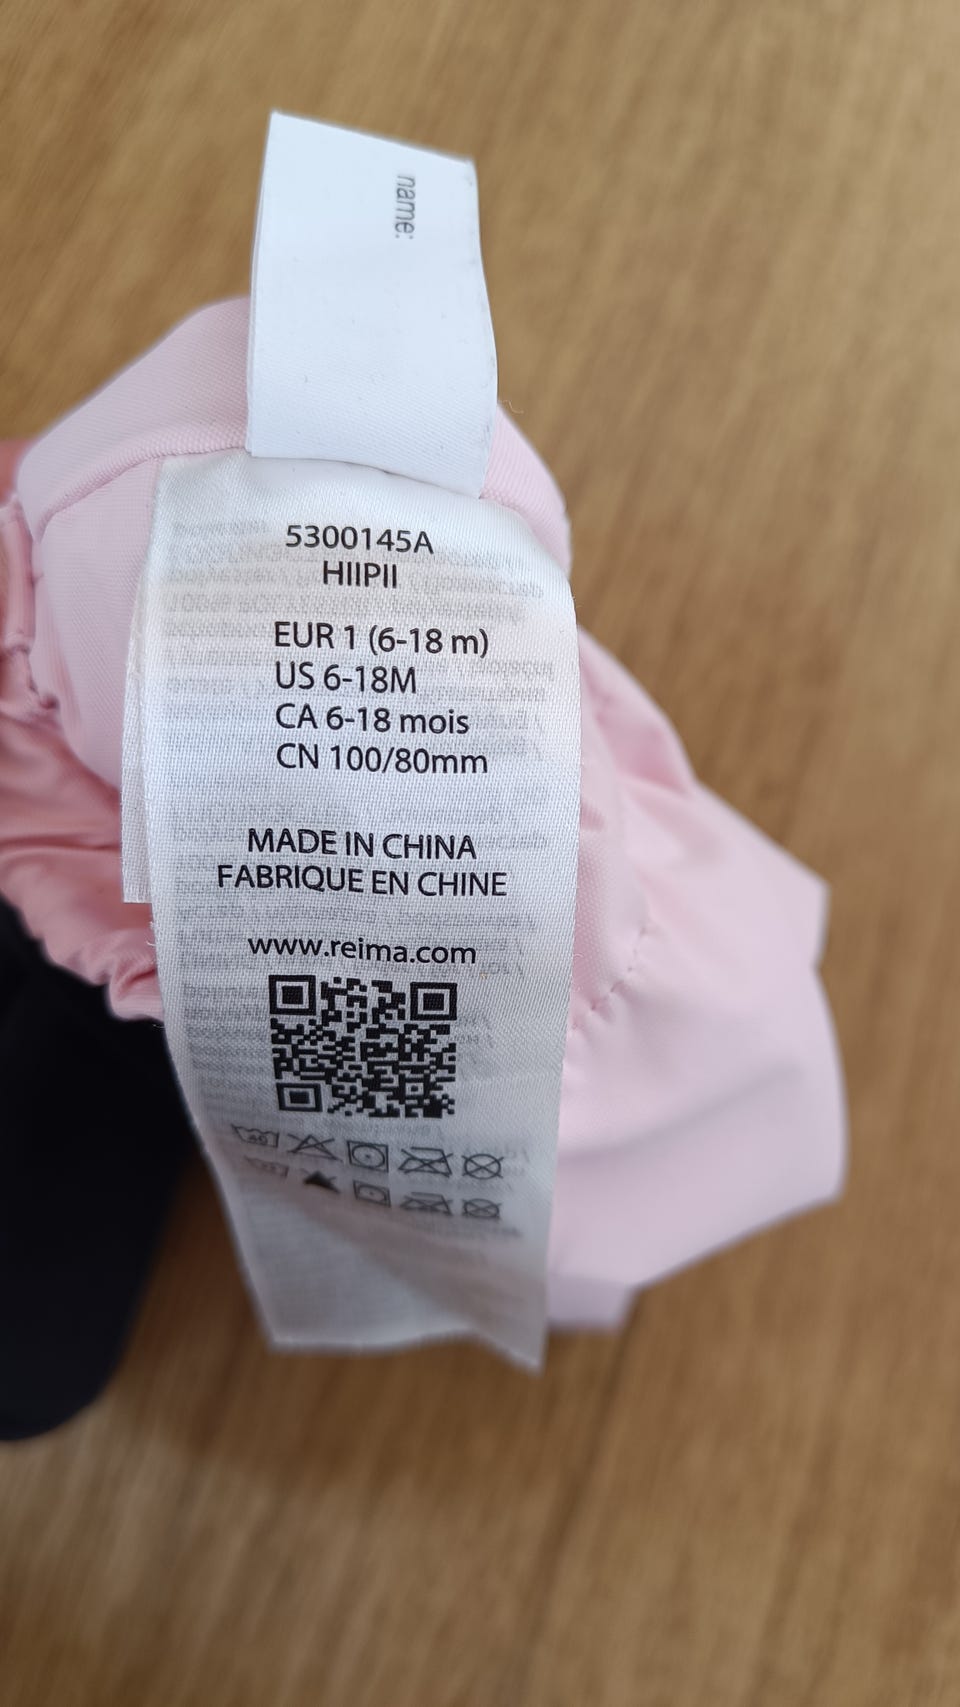 name:
5300145A
HIIPII
EUR 1 (6-18 m)
US 6-18M
CA 6-18 mois
CN 100/80mm
MADE IN CHINA
FABRIQUE EN CHINE
www.reima.com